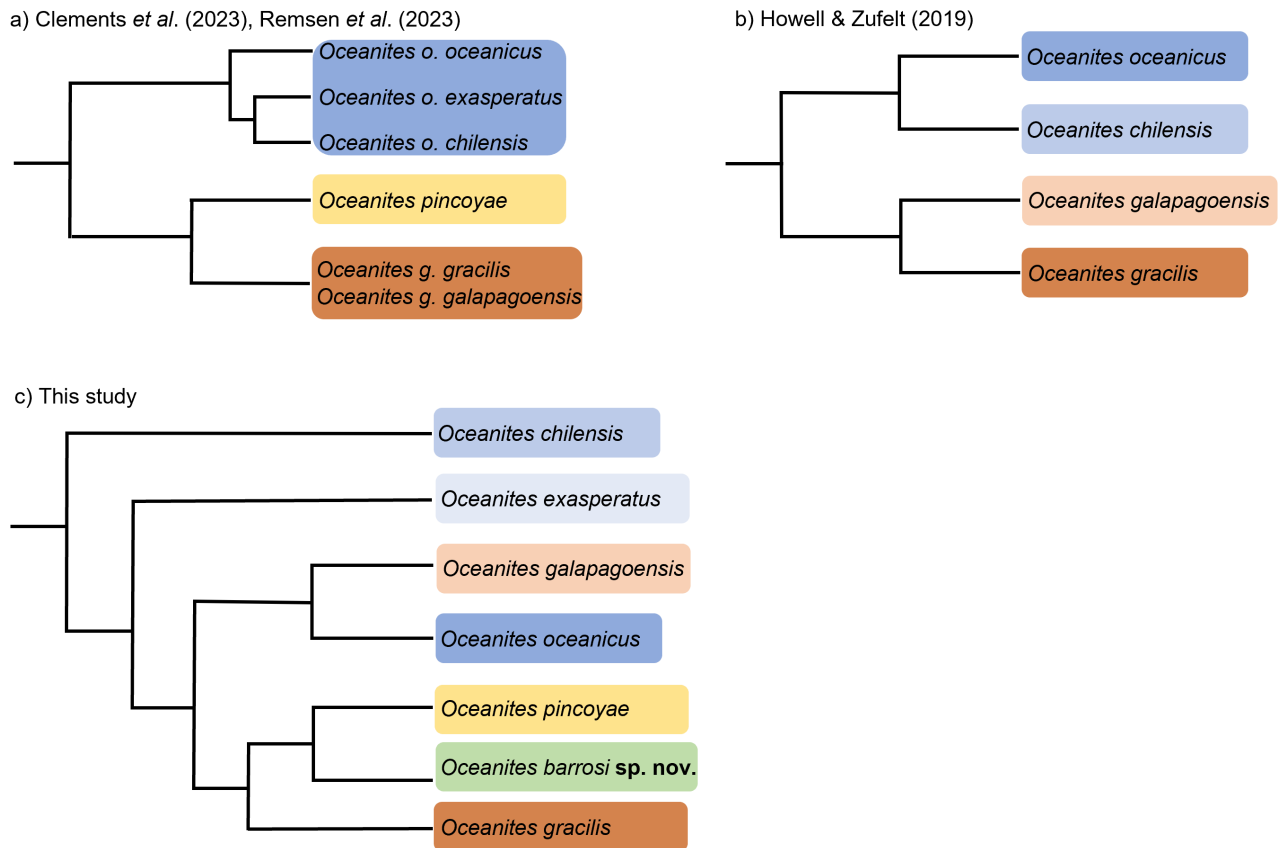 a) Clements et al. (2023), Remsen et al. (2023)
Oceanites o. oceanicus
Oceanites o. exasperatus
Oceanites o. chilensis
Oceanites pincoyae
Oceanites g. gracilis
Oceanites g. galapagoensis
b) Howell & Zufelt (2019)
Oceanites oceanicus
Oceanites chilensis
Oceanites galapagoensis
Oceanites gracilis
c) This study
Oceanites chilensis
Oceanites exasperatus
Oceanites galapagoensis
Oceanites oceanicus
Oceanites pincoyae
Oceanites barrosi sp. nov.
Oceanites gracilis